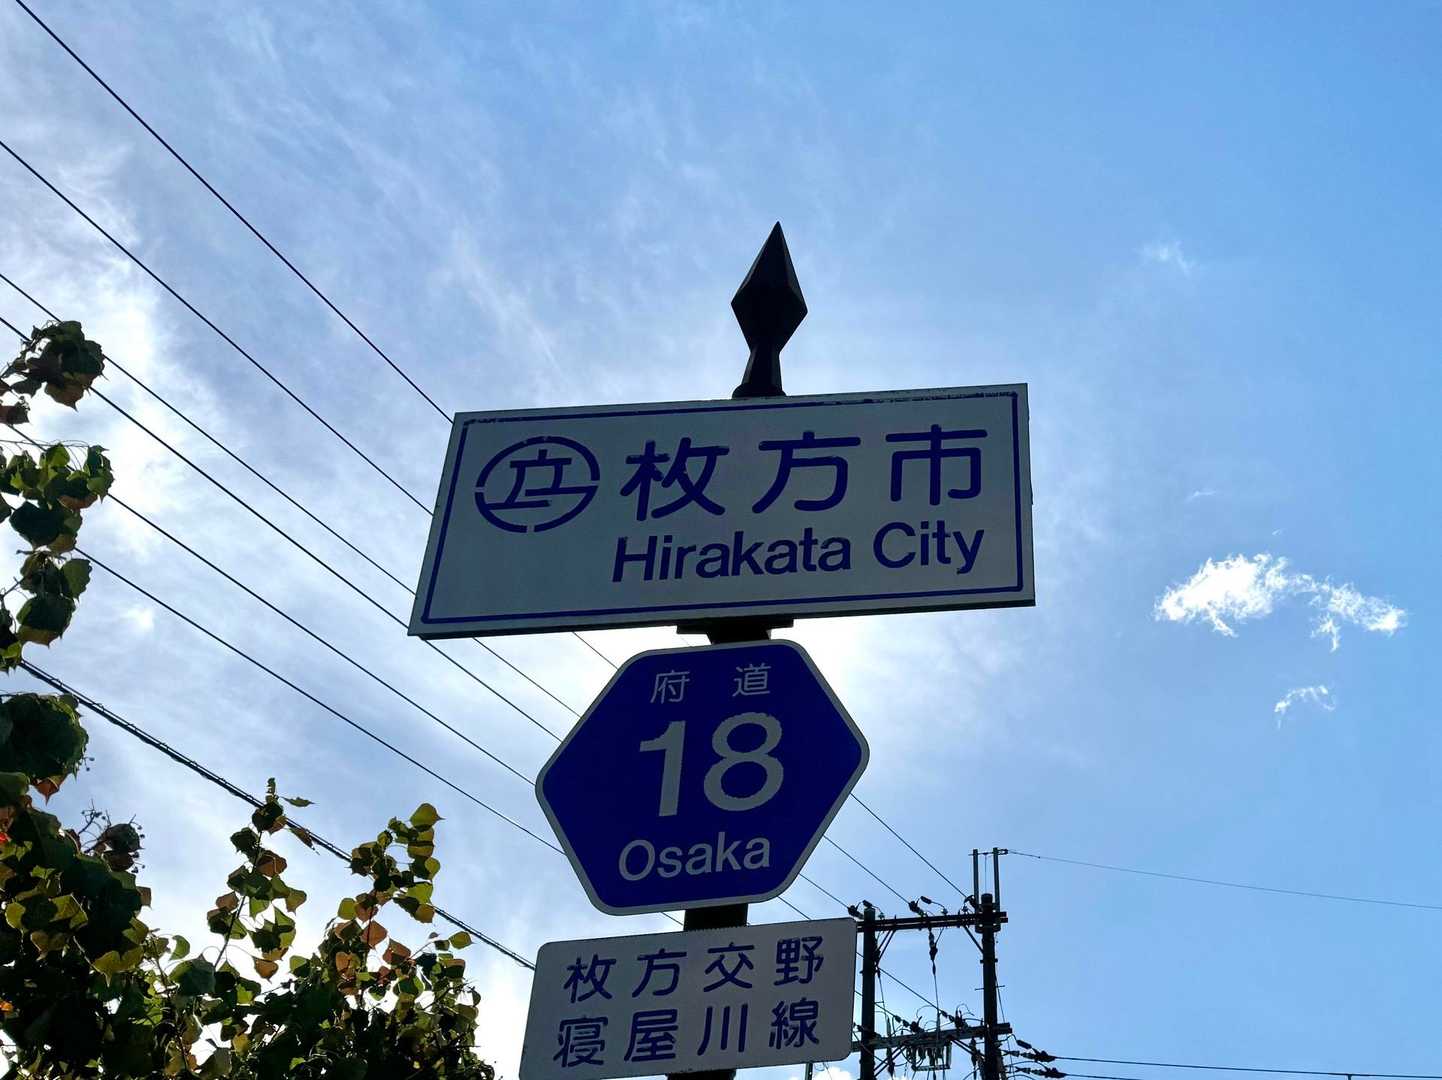 枚方市
Hirakata City
府道
18
Osaka
枚方交野
寝屋川線